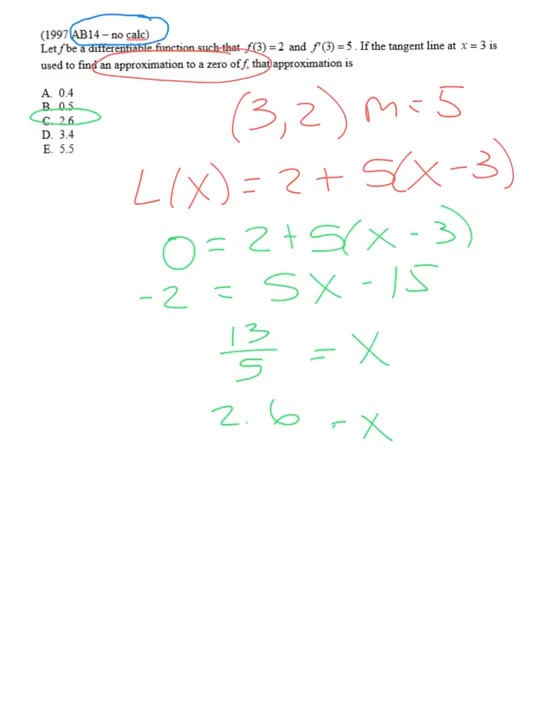 (1997 AB14 – no calc)
Let f be a differentiable function such that f(3) = 2 and f'(3) = 5. If the tangent line at x = 3 is
used to find an approximation to a zero of f, that approximation is
A. 0.4
B. 0.5
C. 2.6
D. 3.4
E. 5.5
(3, 2) m = 5
L(x) = 2 + 5(x - 3)
0 = 2 + 5(x - 3)
-2 = 5x - 15
13/5 = x
2.6 = x